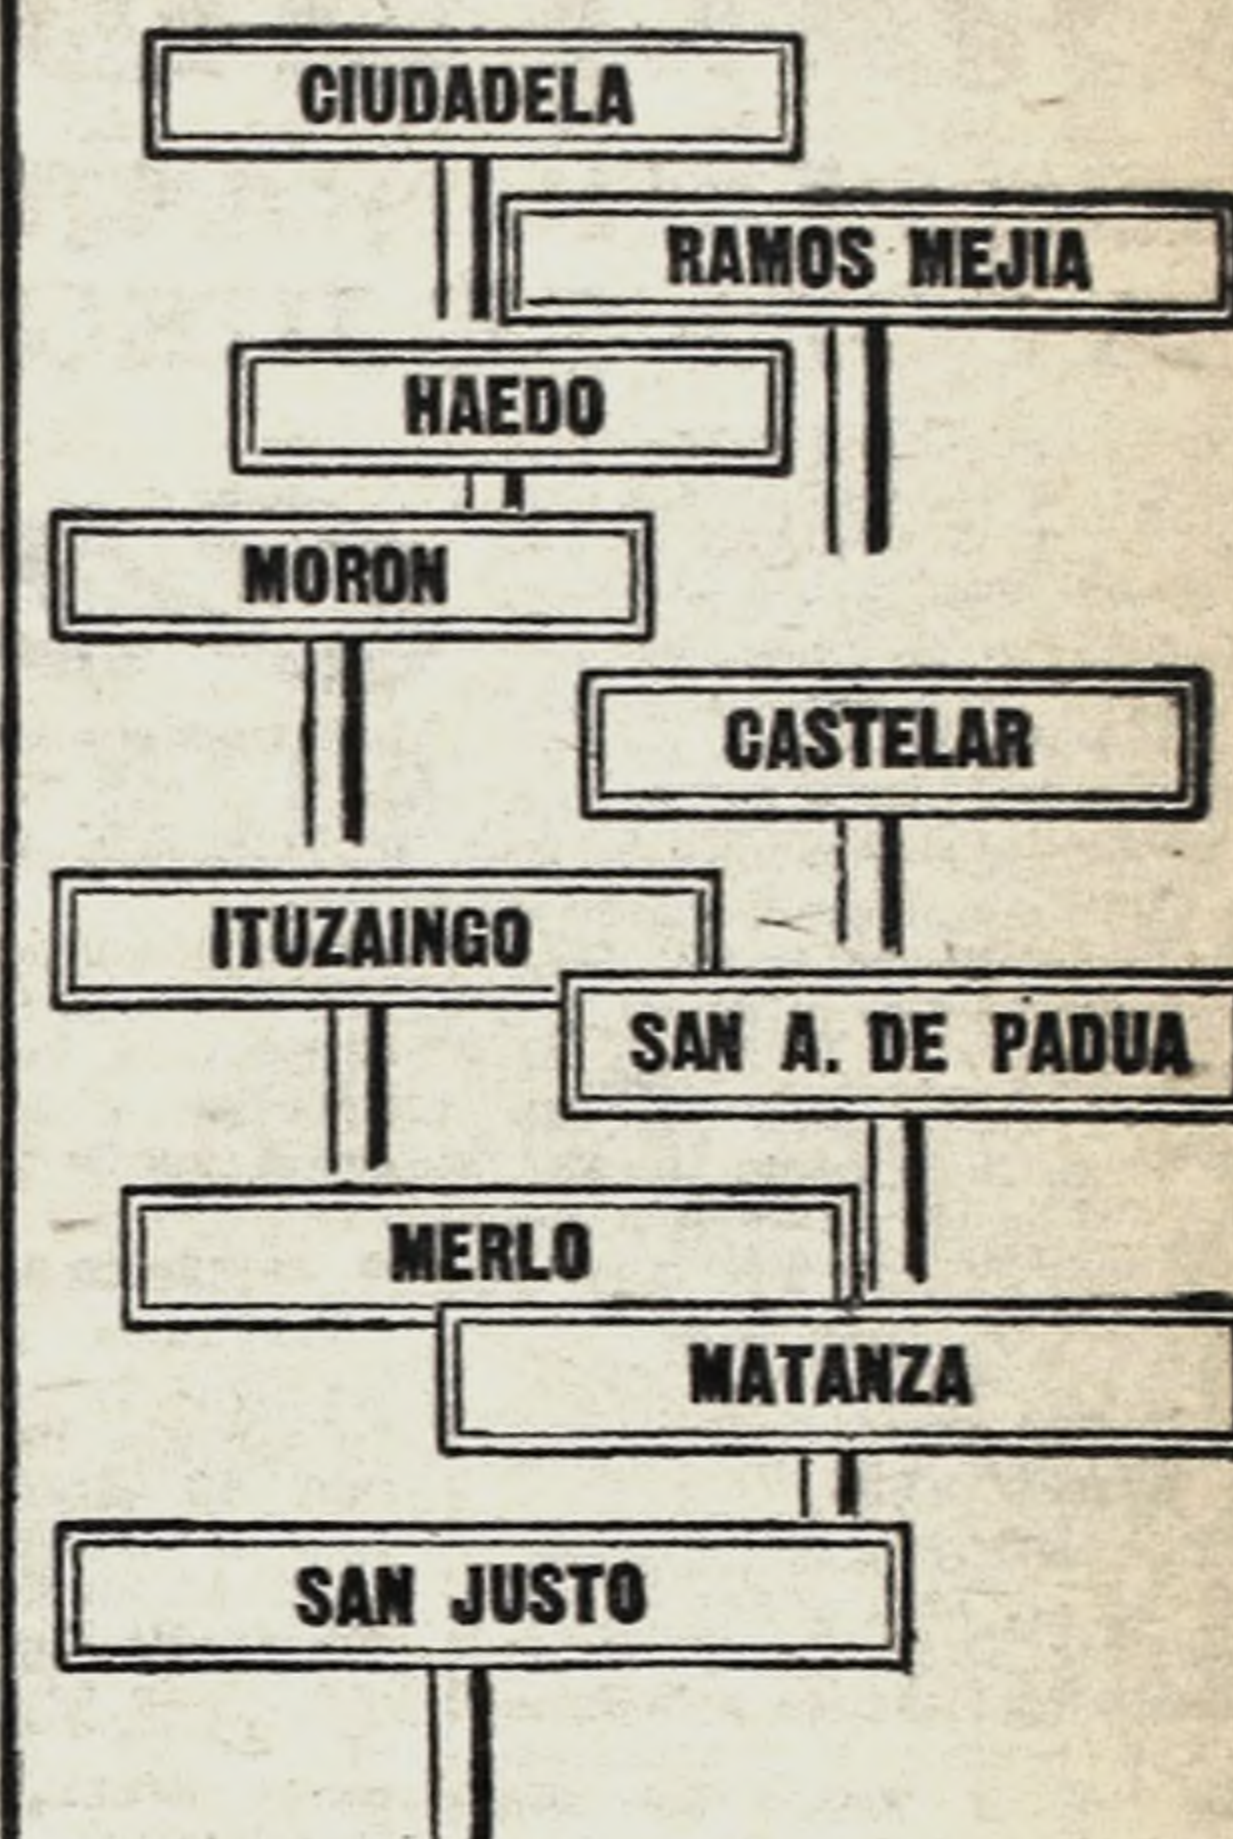 CIUDADELA
RAMOS MEJIA
HAEDO
MORON
CASTELAR
ITUZAINGO
SAN A. DE PADUA
MERLO
MATANZA
SAN JUSTO